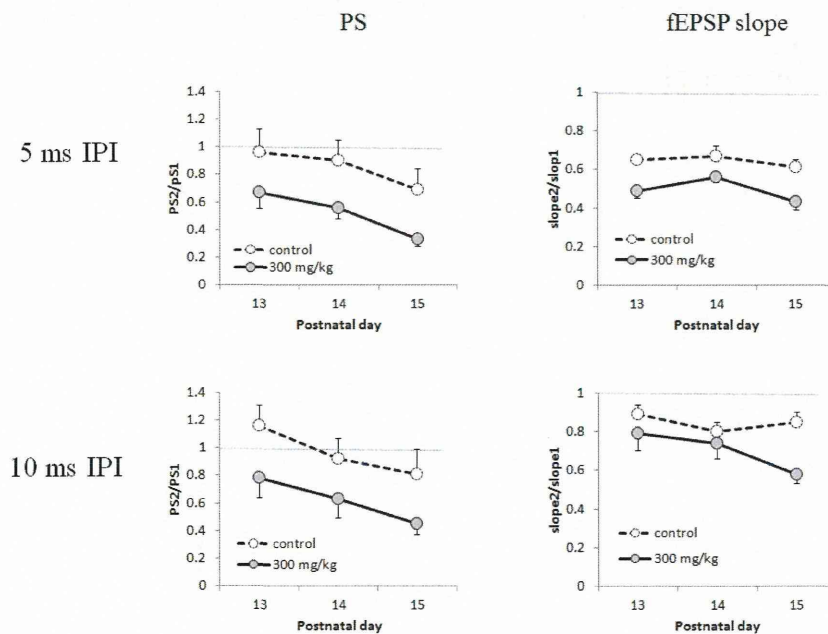 PS
fEPSP slope
5 ms IPI
1.4
1.2
1
0.8
0.6
0.4
0.2
0
PS2/pS1
control
300 mg/kg
13
14
15
Postnatal day
1
0.8
0.6
0.4
0.2
0
slope2/slop1
control
300 mg/kg
13
14
15
Postnatal day
10 ms IPI
1.4
1.2
1
0.8
0.6
0.4
0.2
0
PS2/PS1
control
300 mg/kg
13
14
15
Postnatal day
1
0.8
0.6
0.4
0.2
0
slope2/slope1
control
300 mg/kg
13
14
15
Postnatal day